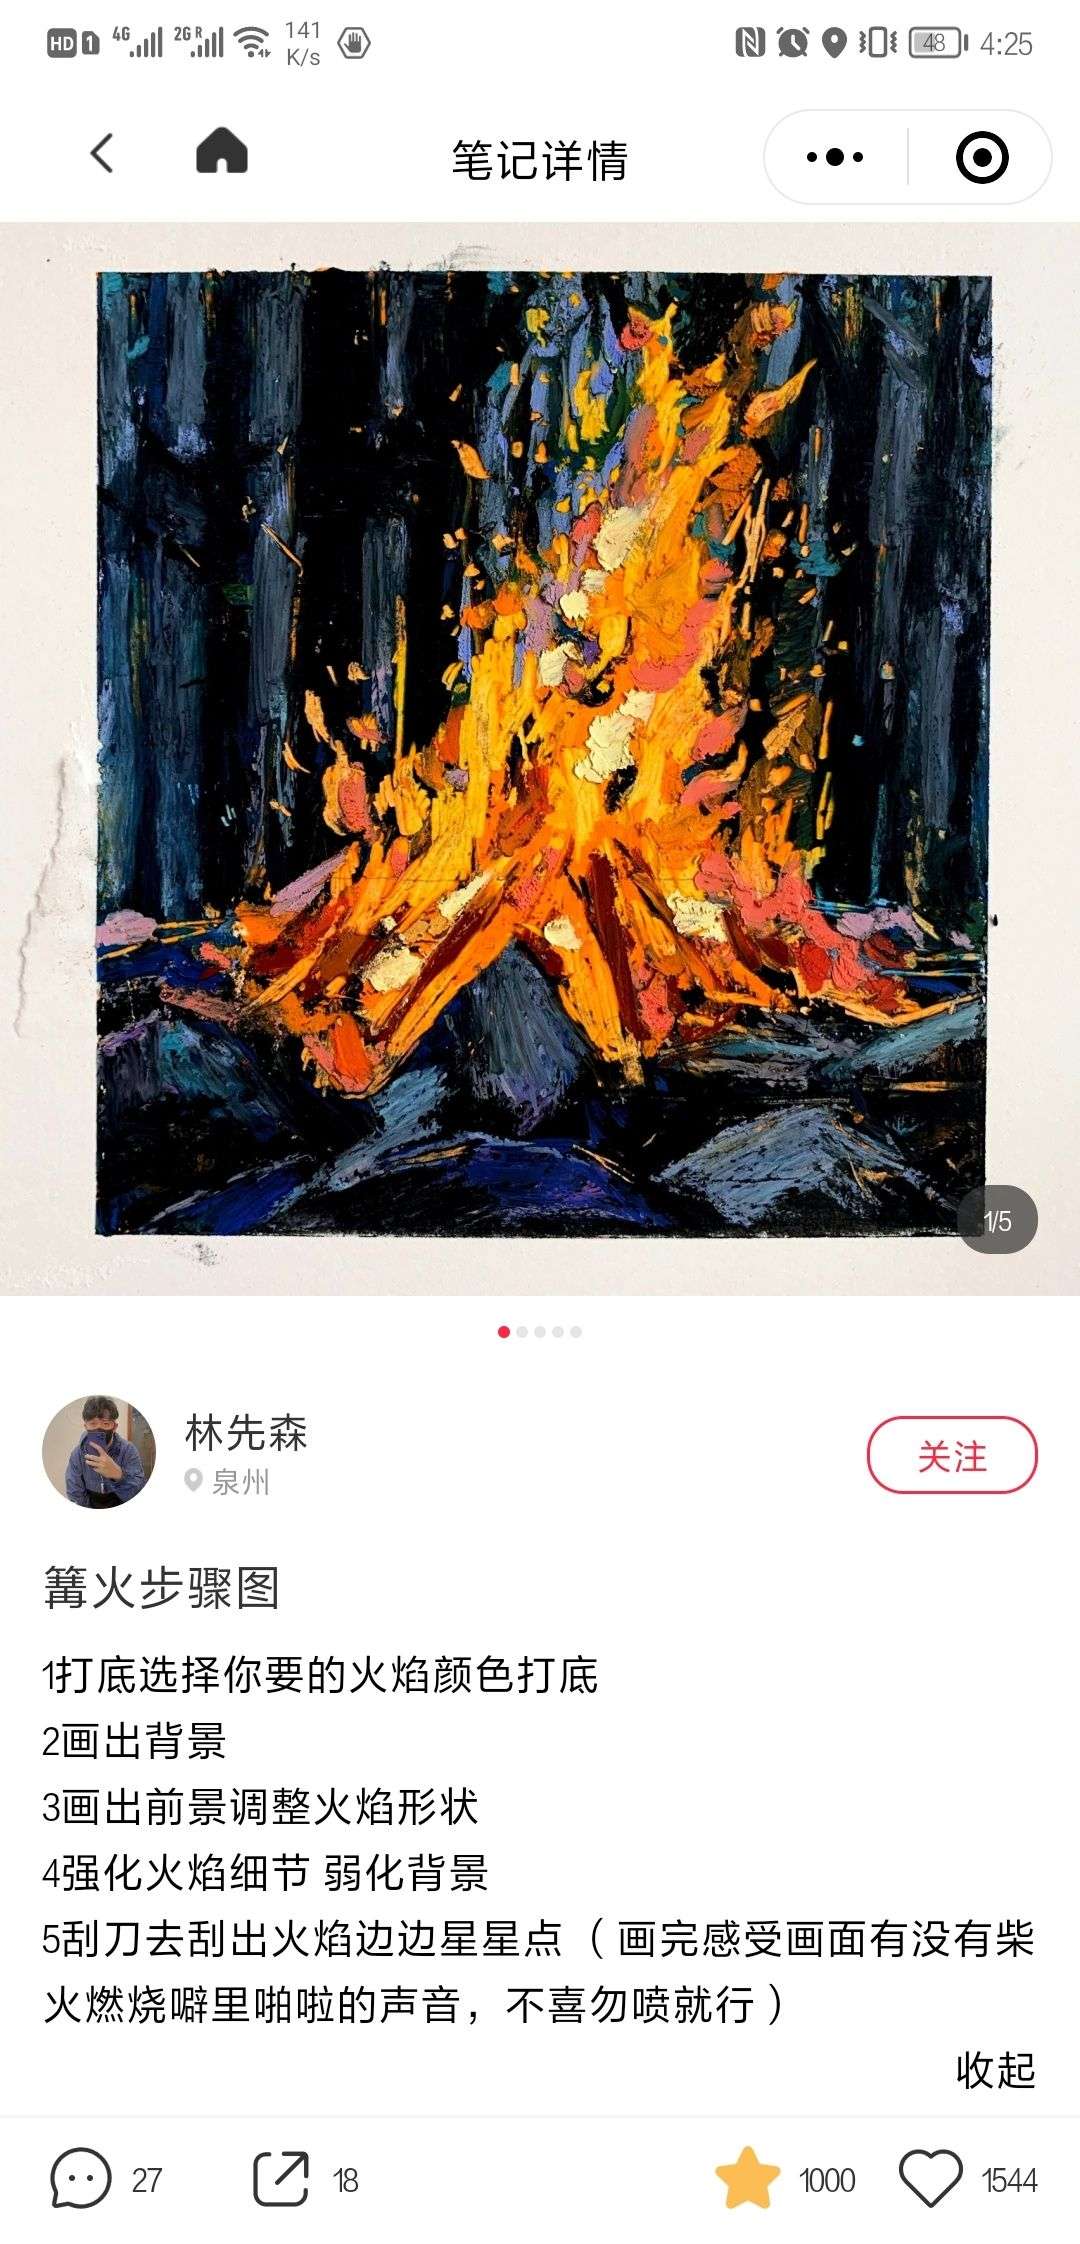 HD 1 4G 2G R 141 K/s 48 4:25
笔记详情
1/5
林先森
泉州
关注
篝火步骤图
1打底选择你要的火焰颜色打底
2画出背景
3画出前景调整火焰形状
4强化火焰细节 弱化背景
5刮刀去刮出火焰边边星星点（画完感受画面有没有柴
火燃烧噼里啪啦的声音，不喜勿喷就行）
收起
27 18 1000 1544